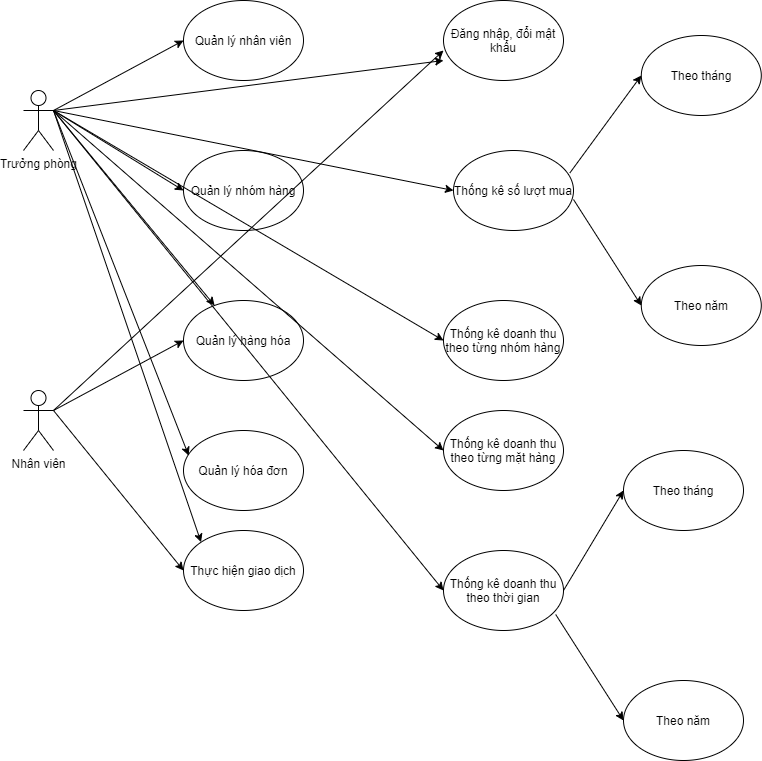 Quản lý nhân viên
Đăng nhập, đổi mật
khẩu
Theo tháng
Trưởng phòng
Quản lý nhóm hàng
Thống kê số lượt mua
Theo năm
Quản lý hàng hóa
Thống kê doanh thu
theo từng nhóm hàng
Nhân viên
Thống kê doanh thu
theo từng mặt hàng
Quản lý hóa đơn
Theo tháng
Thực hiện giao dịch
Thống kê doanh thu
theo thời gian
Theo năm